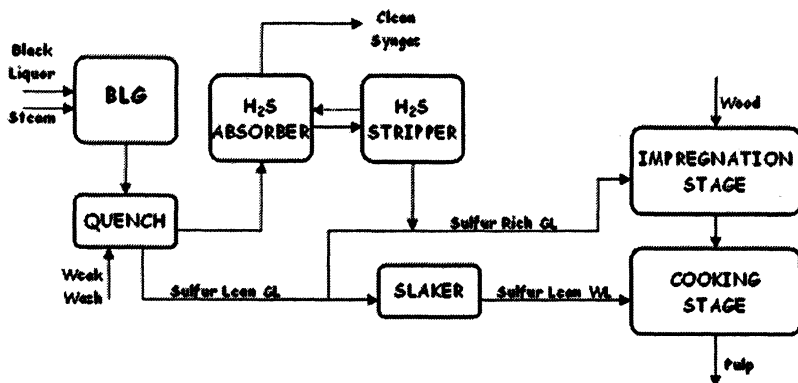 Black
Liquor
Steam
BLG
QUENCH
Weak
Wash
H2S
ABSORBER
H2S
STRIPPER
Clean
Syngas
Sulfur Lean GL
Sulfur Rich GL
SLAKER
Sulfur Lean WL
Wood
IMPREGNATION
STAGE
COOKING
STAGE
Pulp